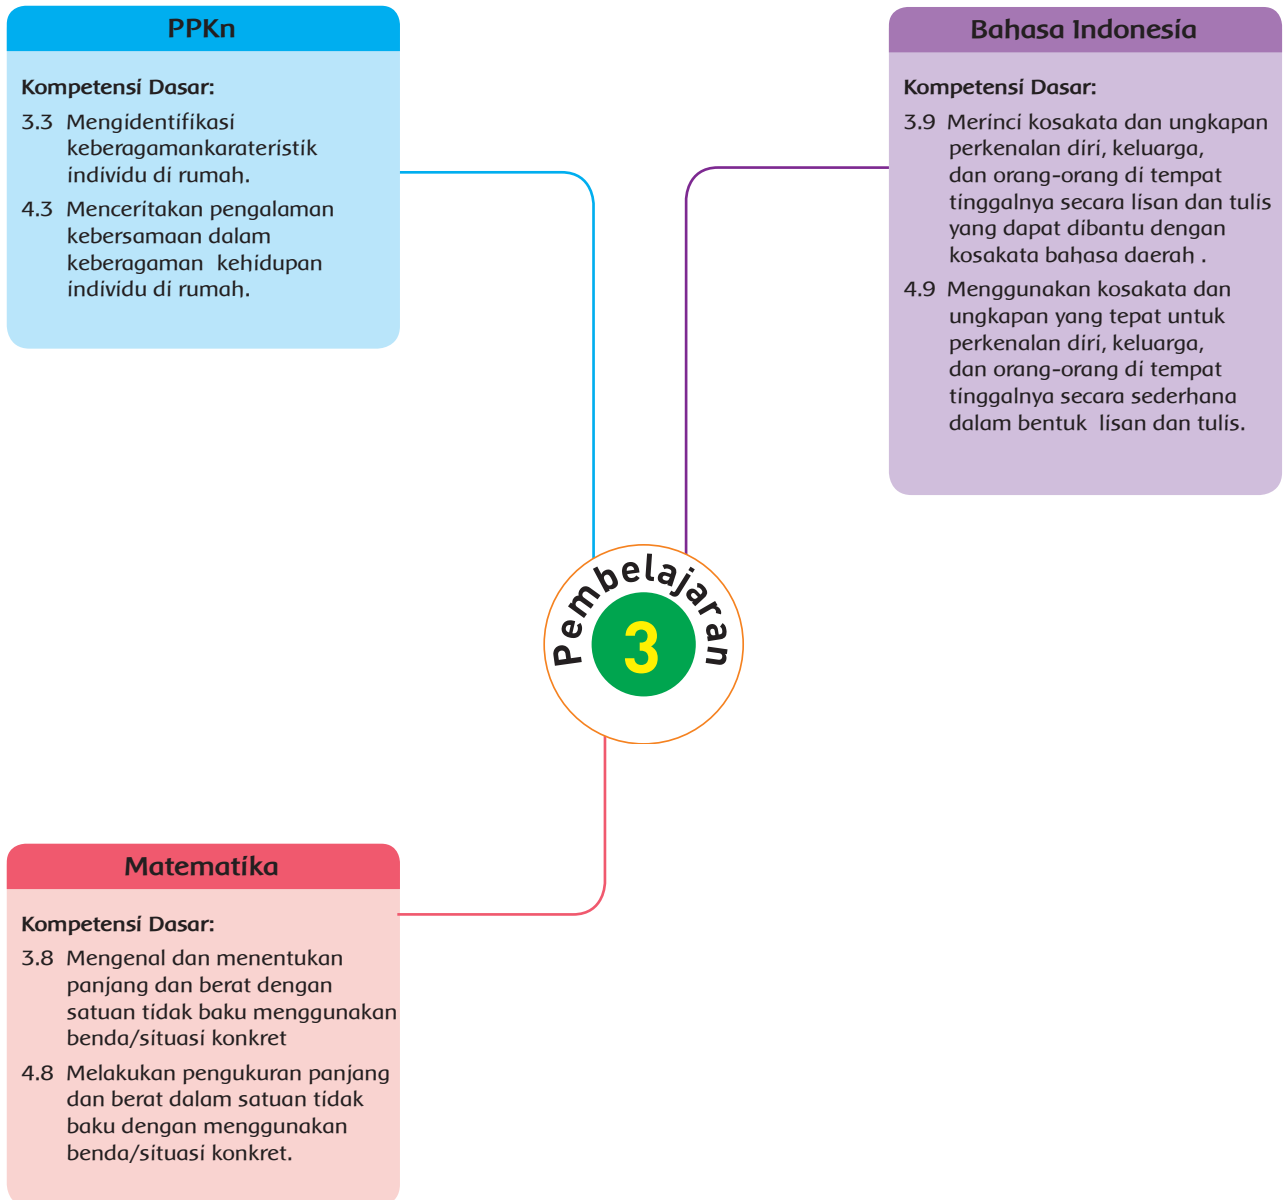 PPKn
Kompetensi Dasar:
3.3 Mengidentifikasi
keberagamankarateristik
individu di rumah.
4.3 Menceritakan pengalaman
kebersamaan dalam
keberagaman kehidupan
individu di rumah.
Bahasa Indonesia
Kompetensi Dasar:
3.9 Merinci kosakata dan ungkapan
perkenalan diri, keluarga,
dan orang-orang di tempat
tinggalnya secara lisan dan tulis
yang dapat dibantu dengan
kosakata bahasa daerah .
4.9 Menggunakan kosakata dan
ungkapan yang tepat untuk
perkenalan diri, keluarga,
dan orang-orang di tempat
tinggalnya secara sederhana
dalam bentuk lisan dan tulis.
Pembelajaran
3
Matematika
Kompetensi Dasar:
3.8 Mengenal dan menentukan
panjang dan berat dengan
satuan tidak baku menggunakan
benda/situasi konkret
4.8 Melakukan pengukuran panjang
dan berat dalam satuan tidak
baku dengan menggunakan
benda/situasi konkret.